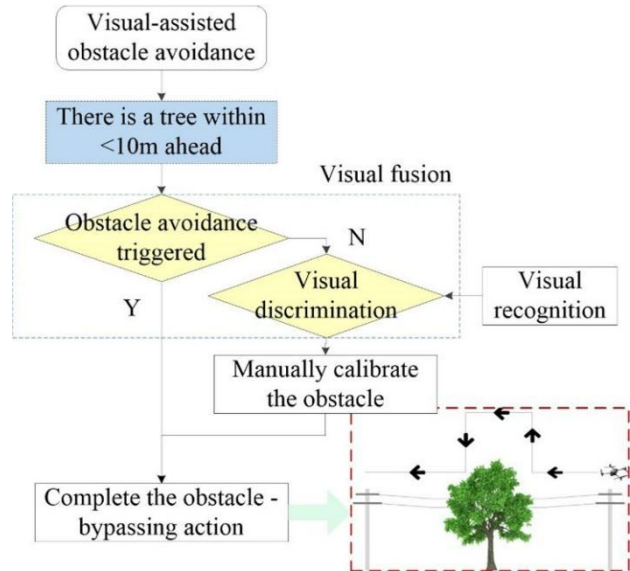 Visual-assisted
obstacle avoidance
There is a tree within
<10m ahead
Visual fusion
Obstacle avoidance
triggered
N
Y
Visual
discrimination
Visual
recognition
Manually calibrate
the obstacle
Complete the obstacle -
bypassing action